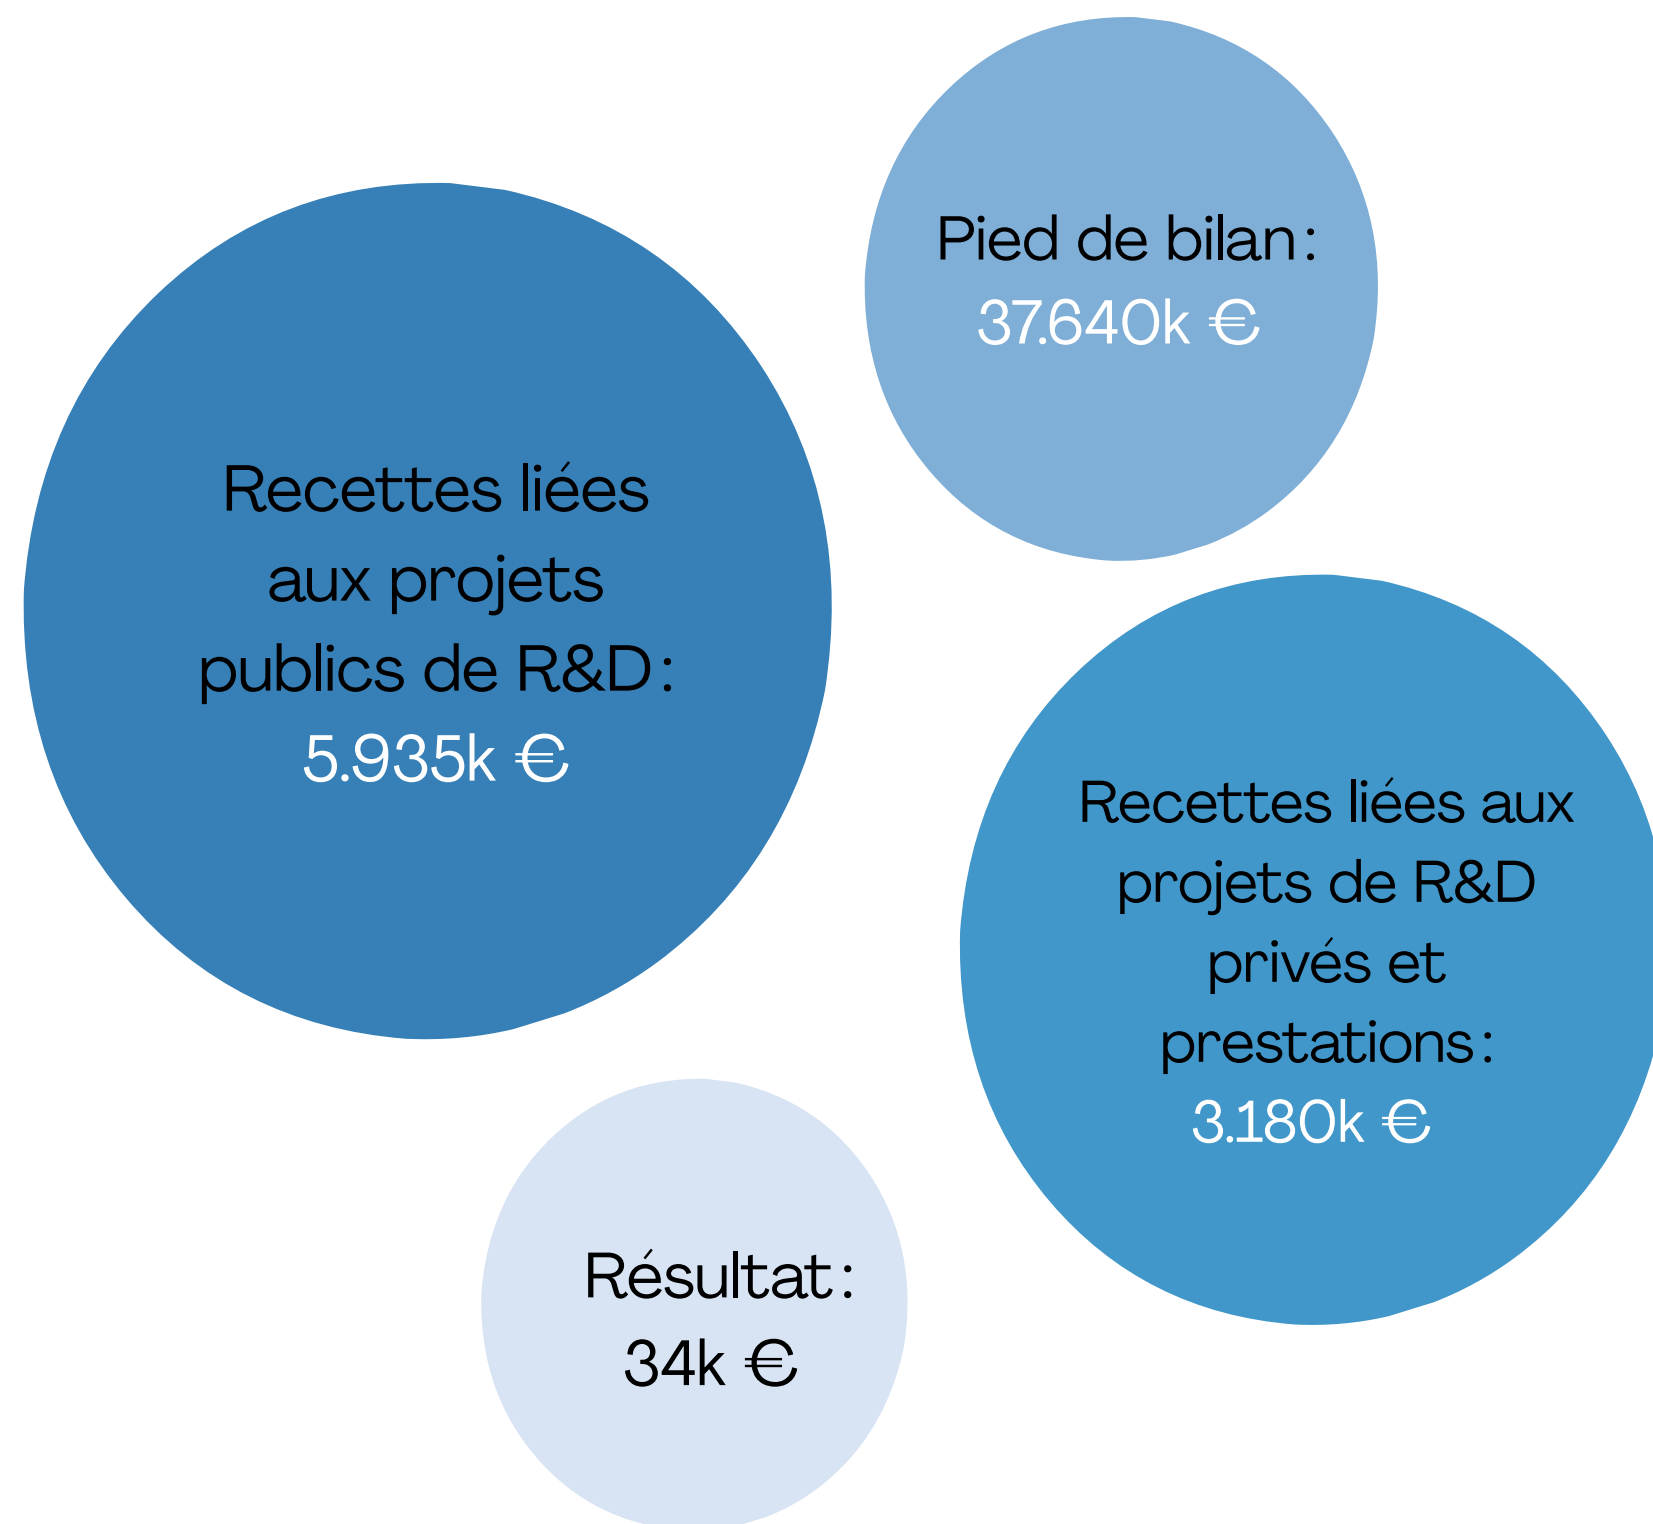 Pied de bilan:
37.640k €
Recettes liées
aux projets
publics de R&D:
5.935k €
Recettes liées aux
projets de R&D
privés et
prestations:
3.180k €
Résultat:
34k €